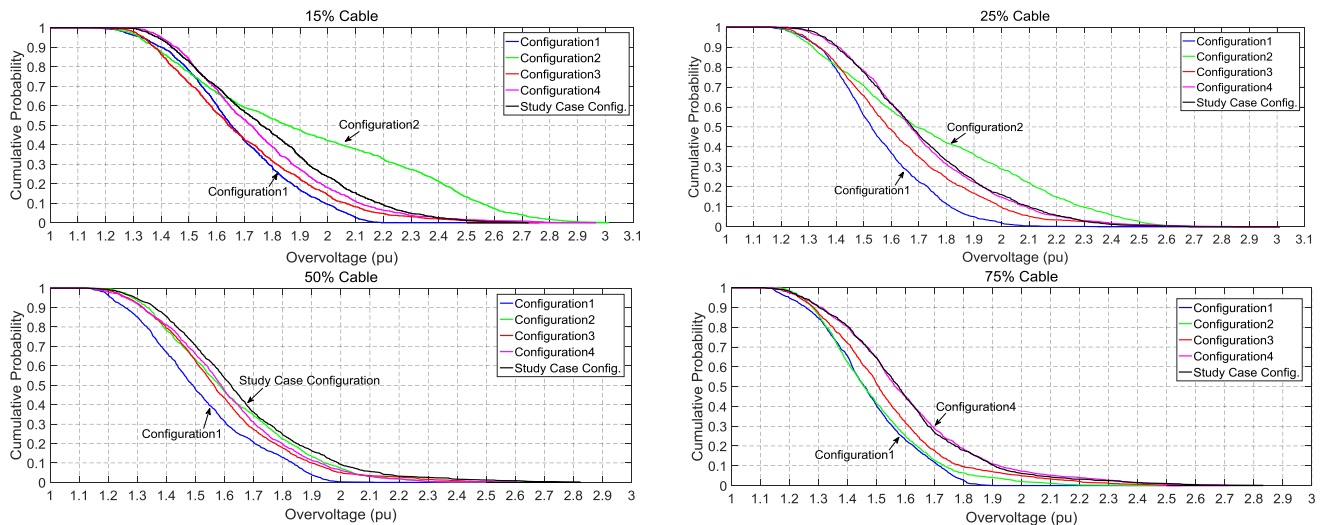 15% Cable
Cumulative Probability
1
0.9
0.8
0.7
0.6
0.5
0.4
0.3
0.2
0.1
0
Configuration1
Configuration2
Configuration3
Configuration4
Study Case Config.
Configuration2
Configuration1
1 1.1 1.2 1.3 1.4 1.5 1.6 1.7 1.8 1.9 2 2.1 2.2 2.3 2.4 2.5 2.6 2.7 2.8 2.9 3 3.1
Overvoltage (pu)
25% Cable
Cumulative Probability
1
0.9
0.8
0.7
0.6
0.5
0.4
0.3
0.2
0.1
0
Configuration1
Configuration2
Configuration3
Configuration4
Study Case Config.
Configuration2
Configuration1
1 1.1 1.2 1.3 1.4 1.5 1.6 1.7 1.8 1.9 2 2.1 2.2 2.3 2.4 2.5 2.6 2.7 2.8 2.9 3 3.1
Overvoltage (pu)
50% Cable
Cumulative Probability
1
0.9
0.8
0.7
0.6
0.5
0.4
0.3
0.2
0.1
0
Configuration1
Configuration2
Configuration3
Configuration4
Study Case Config.
Study Case Configuration
Configuration1
1 1.1 1.2 1.3 1.4 1.5 1.6 1.7 1.8 1.9 2 2.1 2.2 2.3 2.4 2.5 2.6 2.7 2.8 2.9 3
Overvoltage (pu)
75% Cable
Cumulative Probability
1
0.9
0.8
0.7
0.6
0.5
0.4
0.3
0.2
0.1
0
Configuration1
Configuration2
Configuration3
Configuration4
Study Case Config.
Configuration4
Configuration1
1 1.1 1.2 1.3 1.4 1.5 1.6 1.7 1.8 1.9 2 2.1 2.2 2.3 2.4 2.5 2.6 2.7 2.8 2.9 3
Overvoltage (pu)